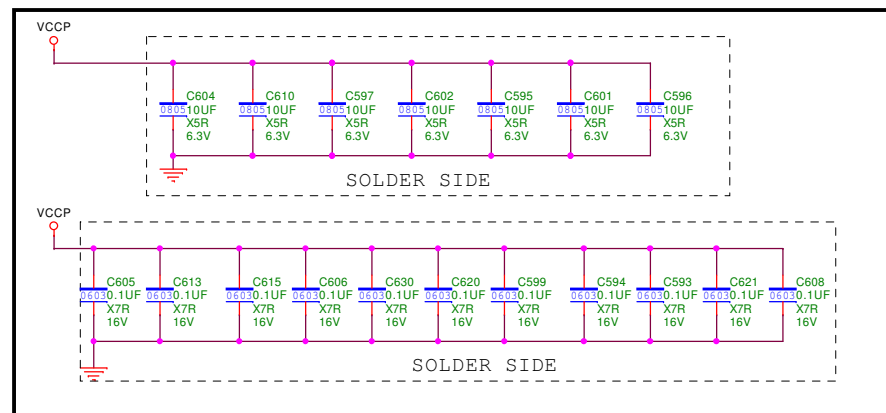 VCCP
C604 C610 C597 C602 C595 C601 C596
0805 10UF 0805 10UF 0805 10UF 0805 10UF 0805 10UF 0805 10UF 0805 10UF
X5R X5R X5R X5R X5R X5R X5R
6.3V 6.3V 6.3V 6.3V 6.3V 6.3V 6.3V
SOLDER SIDE
VCCP
C605 C613 C615 C606 C630 C620 C599 C594 C593 C621 C608
0603 0.1UF 0603 0.1UF 0603 0.1UF 0603 0.1UF 0603 0.1UF 0603 0.1UF 0603 0.1UF 0603 0.1UF 0603 0.1UF 0603 0.1UF 0603 0.1UF
X7R X7R X7R X7R X7R X7R X7R X7R X7R X7R X7R
16V 16V 16V 16V 16V 16V 16V 16V 16V 16V 16V
SOLDER SIDE